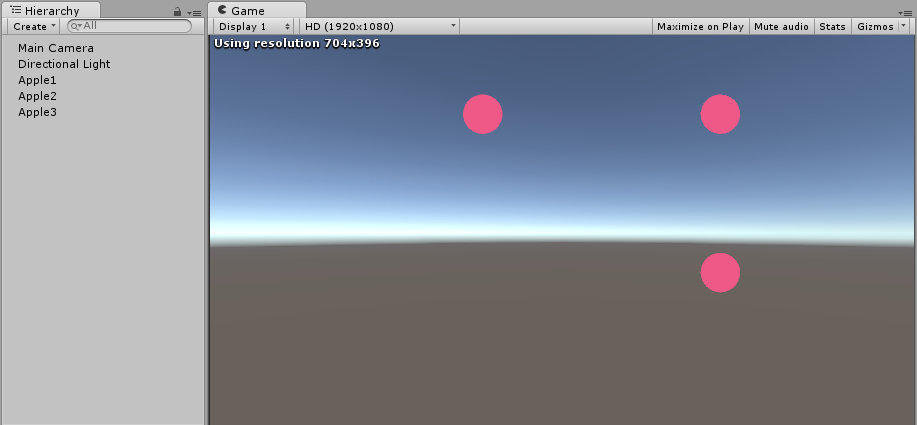 Hierarchy
Create
All
Main Camera
Directional Light
Apple1
Apple2
Apple3
Game
Display 1
HD (1920x1080)
Maximize on Play
Mute audio
Stats
Gizmos
Using resolution 704x396